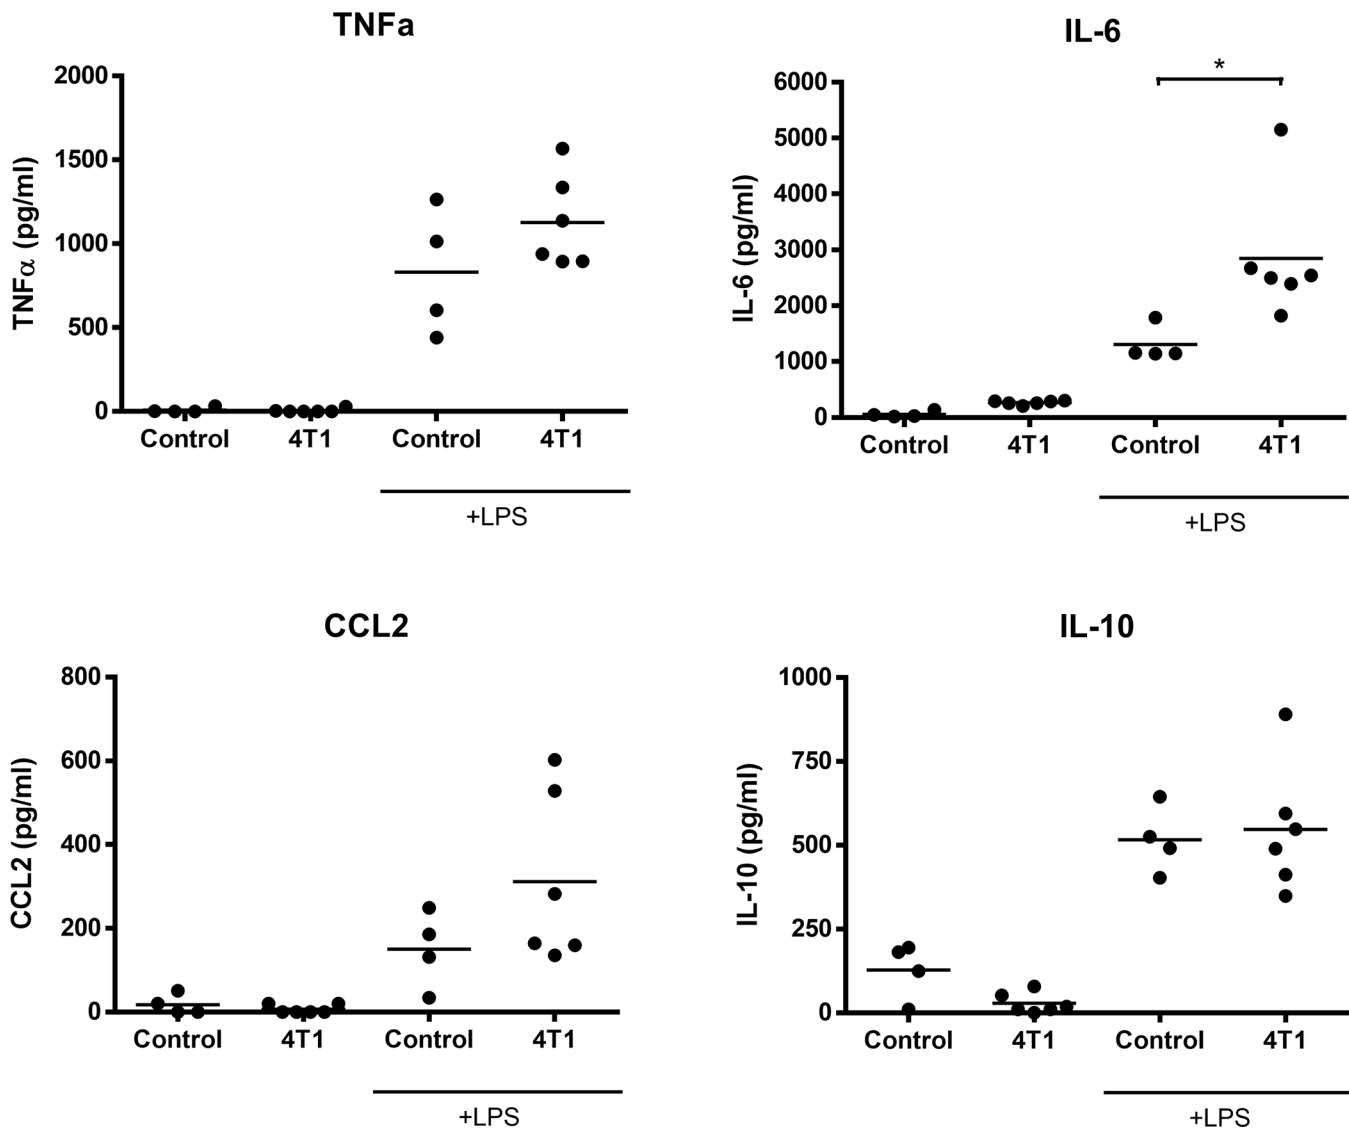 TNFa
TNFα (pg/ml)
2000
1500
1000
500
0
Control 4T1 Control 4T1
+LPS
IL-6
*
IL-6 (pg/ml)
6000
5000
4000
3000
2000
1000
0
Control 4T1 Control 4T1
+LPS
CCL2
CCL2 (pg/ml)
800
600
400
200
0
Control 4T1 Control 4T1
+LPS
IL-10
IL-10 (pg/ml)
1000
750
500
250
0
Control 4T1 Control 4T1
+LPS